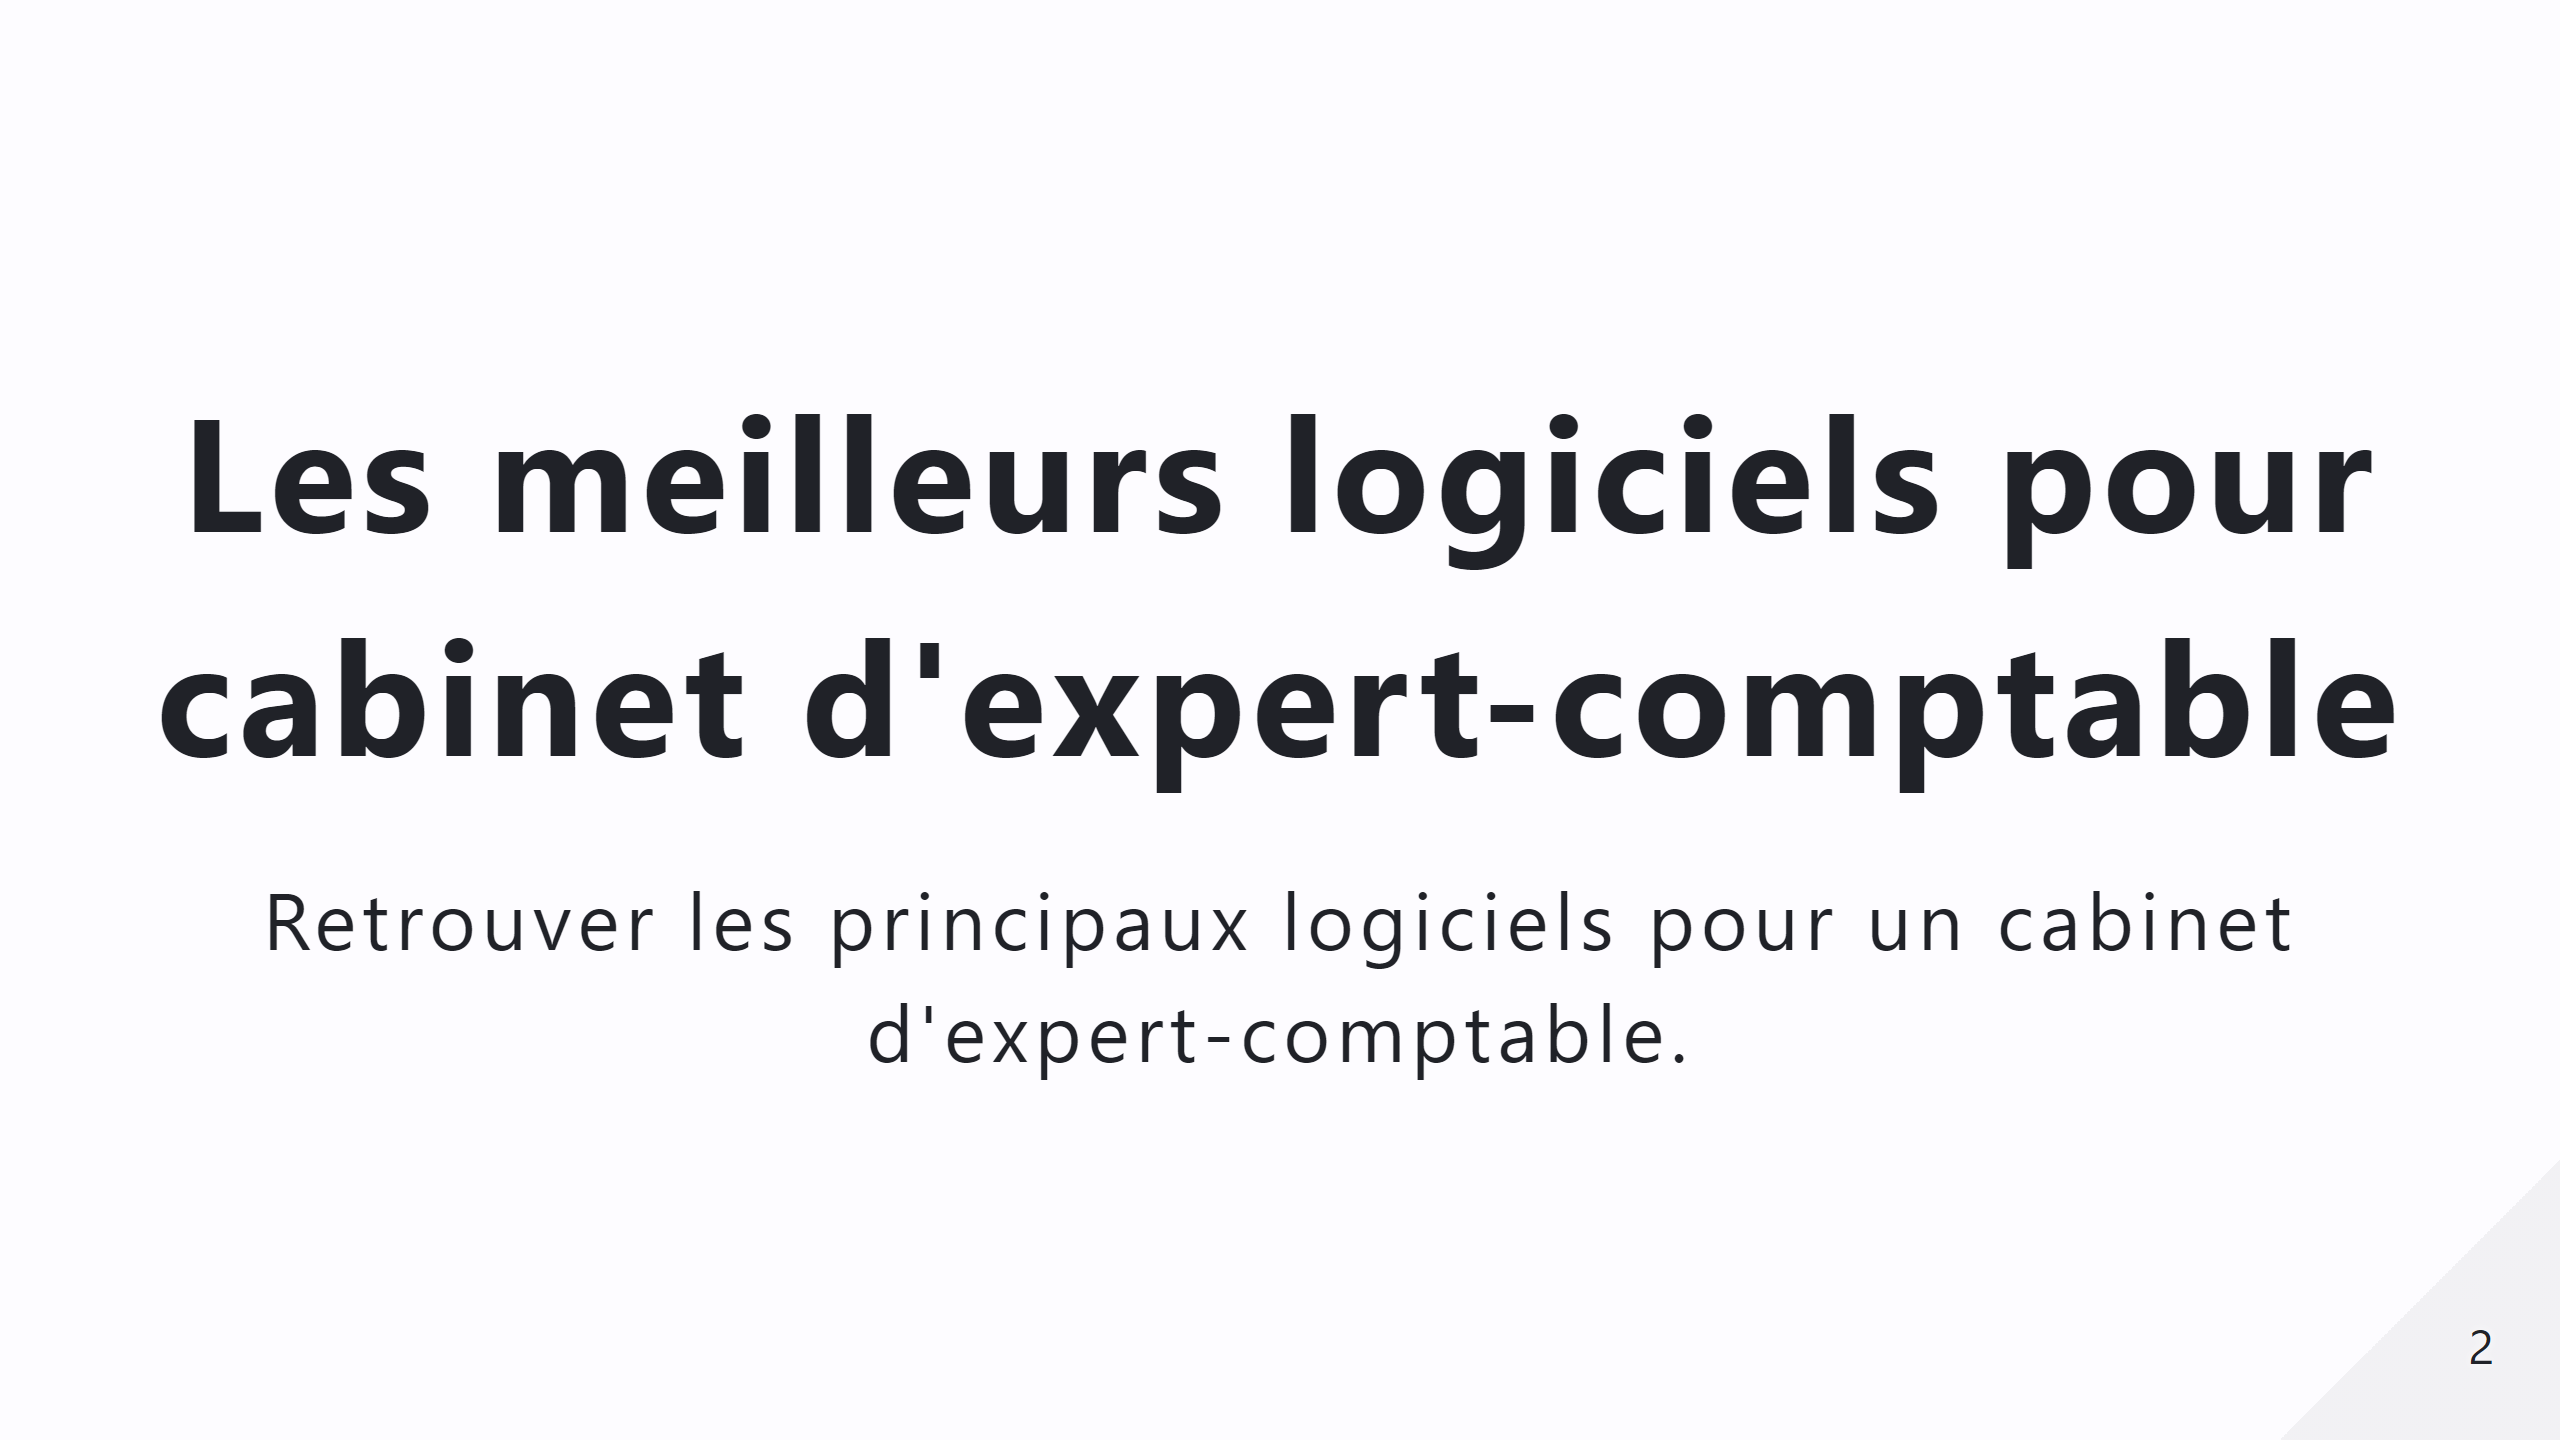 Les meilleurs logiciels pour
cabinet d'expert-comptable
Retrouver les principaux logiciels pour un cabinet
d'expert-comptable.
2